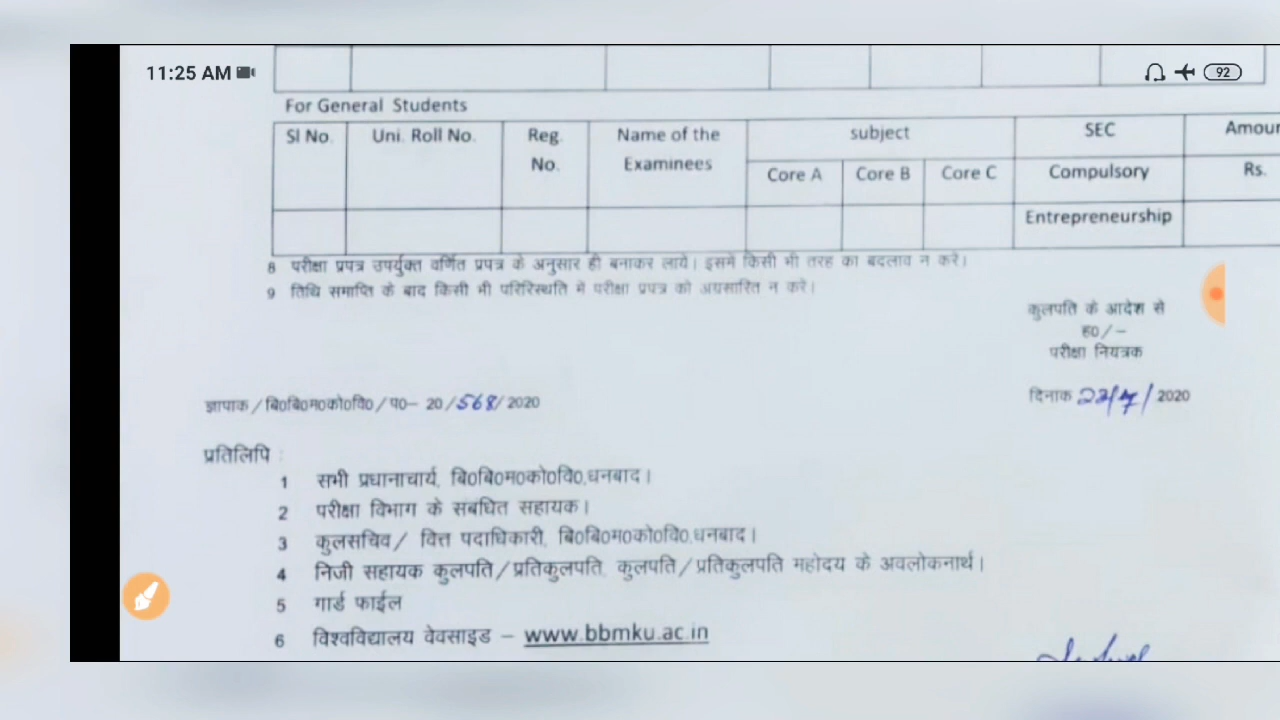 11:25 AM 92
For General Students
Sl No. Uni. Roll No. Reg. No. Name of the Examinees subject SEC Amoun
Core A Core B Core C Compulsory Rs.
Entrepreneurship
8 परीक्षा प्रपत्र उपर्युक्त वर्णित प्रपत्र के अनुसार ही बनाकर लाये। इसमें किसी भी तरह का बदलाव न करे।
9 तिथि समाप्ति के बाद किसी भी परिरिस्थति मे परीक्षा प्रपत्र को अग्रसारित न करे।
कुलपति के आदेश से
ह0/-
परीक्षा नियत्रक
ज्ञापाक/बि0बि0म0को0वि0/प0– 20/568/2020 दिनाक 22/7/2020
प्रतिलिपि :
1 सभी प्रधानाचार्य, बि0बि0म0को0वि0,धनबाद।
2 परीक्षा विभाग के संबधित सहायक।
3 कुलसचिव/ वित्त पदाधिकारी, बि0बि0म0को0वि0,धनबाद।
4 निजी सहायक कुलपति/प्रतिकुलपति, कुलपति/प्रतिकुलपति महोदय के अवलोकनार्थ।
5 गार्ड फाईल
6 विश्वविद्यालय वेवसाइड – www.bbmku.ac.in